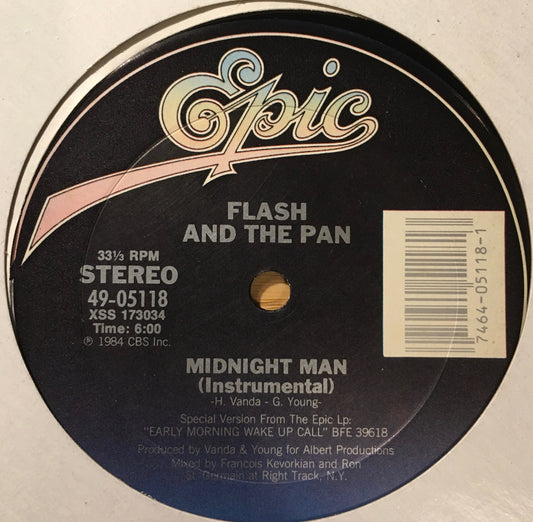 Epic
FLASH
AND THE PAN
33⅓ RPM
STEREO
49-05118
XSS 173034
Time: 6:00
℗ 1984 CBS Inc.
7464-05118-1
MIDNIGHT MAN
(Instrumental)
-H. Vanda - G. Young-
Special Version From The Epic Lp:
"EARLY MORNING WAKE UP CALL" BFE 39618
Produced by Vanda & Young for Albert Productions
Mixed by Francois Kevorkian and Ron
St. Germain at Right Track, N.Y.